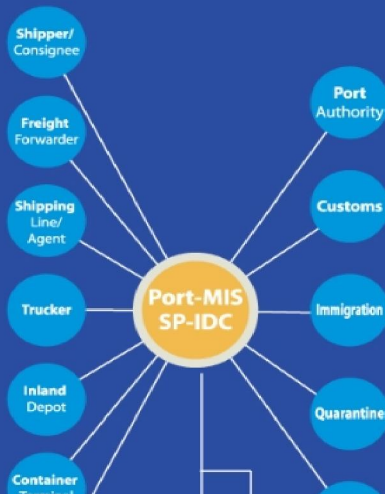 Shipper/
Consignee
Freight
Forwarder
Shipping
Line/
Agent
Trucker
Inland
Depot
Container
Terminal
Port-MIS
SP-IDC
Port
Authority
Customs
Immigration
Quarantine